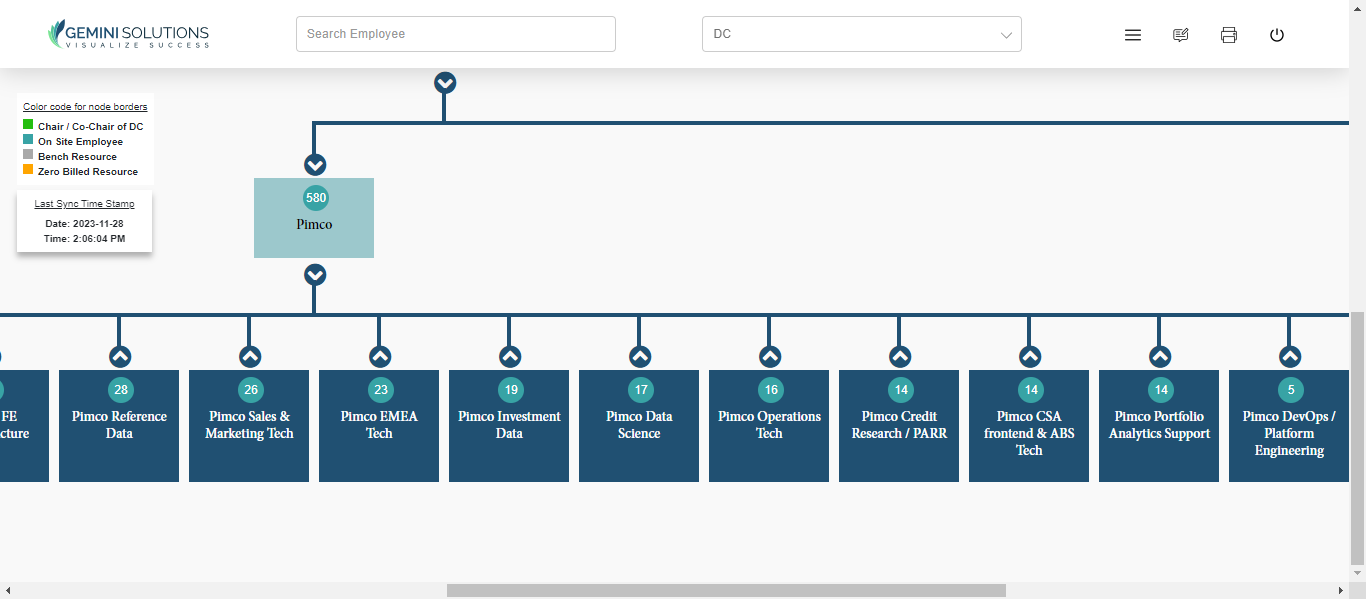 GEMINI SOLUTIONS
VISUALIZE SUCCESS
Search Employee
DC
Color code for node borders
Chair / Co-Chair of DC
On Site Employee
Bench Resource
Zero Billed Resource
Last Sync Time Stamp
Date: 2023-11-28
Time: 2:06:04 PM
580
Pimco
FE
cture
28
Pimco Reference
Data
26
Pimco Sales &
Marketing Tech
23
Pimco EMEA
Tech
19
Pimco Investment
Data
17
Pimco Data
Science
16
Pimco Operations
Tech
14
Pimco Credit
Research / PARR
14
Pimco CSA
frontend & ABS
Tech
14
Pimco Portfolio
Analytics Support
5
Pimco DevOps /
Platform
Engineering